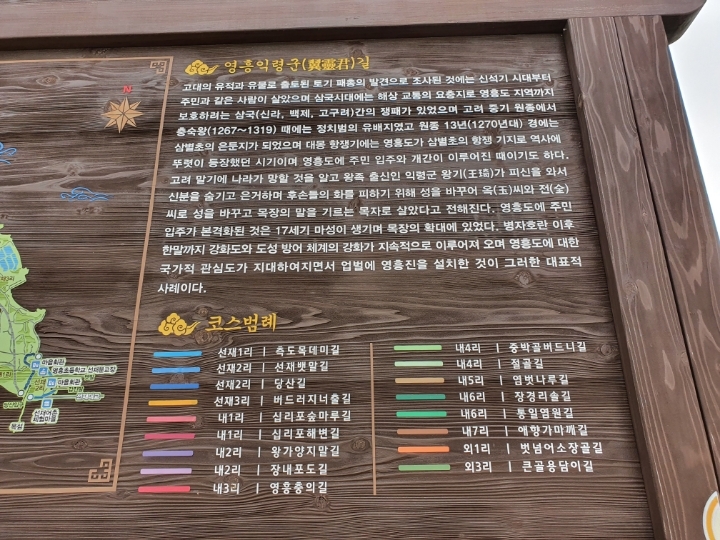 영흥익령군(翼靈君)길
고대의 유적과 유물로 출토된 토기 패총의 발견으로 조사된 것에는 신석기 시대부터
주민과 같은 사람이 살았으며 삼국시대에는 해상 교통의 요충지로 영흥도 지역까지
보호하려는 삼국(신라, 백제, 고구려)간의 쟁패가 있었으며 고려 중기 원종에서
충숙왕(1267～1319) 때에는 정치범의 유배지였고 원종 13년(1270년대) 경에는
삼별초의 은둔지가 되었으며 대몽 항쟁기에는 영흥도가 삼별초의 항쟁 기지로 역사에
뚜렷이 등장했던 시기이며 영흥도에 주민 입주와 개간이 이루어진 때이기도 하다.
고려 말기에 나라가 망할 것을 알고 왕족 출신인 익령군 왕기(王琦)가 피신을 와서
신분을 숨기고 은거하며 후손들의 화를 피하기 위해 성을 바꾸어 옥(玉)씨와 전(全)
씨로 성을 바꾸고 목장의 말을 기르는 목자로 살았다고 전해진다. 영흥도에 주민
입주가 본격화된 것은 17세기 마성이 생기며 목장의 확대에 있었다. 병자호란 이후
한말까지 강화도와 도성 방어 체계의 강화가 지속적으로 이루어져 오며 영흥도에 대한
국가적 관심도가 지대하여지면서 업벌에 영흥진을 설치한 것이 그러한 대표적
사례이다.
코스범례
선재1리 | 측도목데미길
선재2리 | 선재뱃말길
선재2리 | 당산길
선재3리 | 버드러지너출길
내1리 | 십리포숲마루길
내1리 | 십리포해변길
내2리 | 왕가양지말길
내2리 | 장내포도길
내3리 | 영흥충의길
내4리 | 중박골버드니길
내4리 | 절골길
내5리 | 염벗나루길
내6리 | 장경리솔길
내6리 | 통일염원길
내7리 | 애향가마깨길
외1리 | 벗넘어소장골길
외3리 | 큰골용담이길
N
마을회관
마을회관